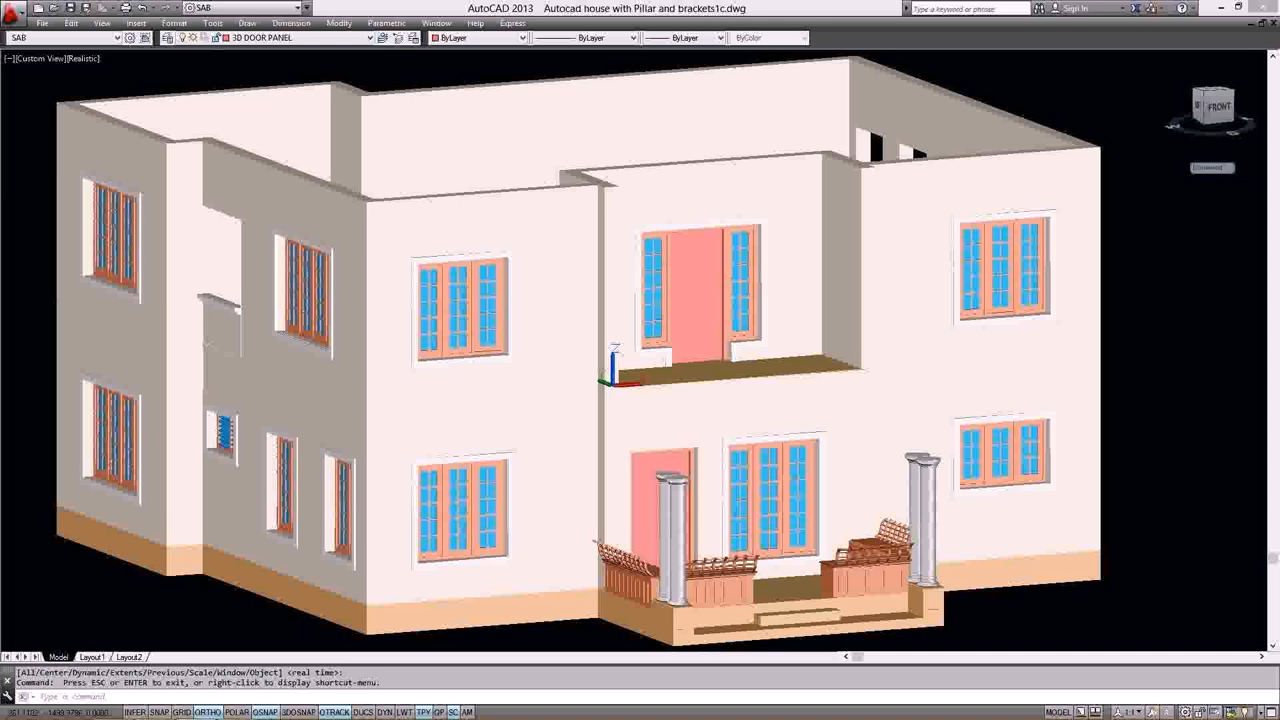 SAB
AutoCAD 2013 Autocad house with Pillar and brackets1c.dwg
Type a keyword or phrase
Sign In
File Edit View Insert Format Tools Draw Dimension Modify Parametric Window Help Express
SAB
3D DOOR PANEL
ByLayer
ByLayer
ByLayer
ByColor
[−][Custom View][Realistic]
FRONT
Z
Model Layout1 Layout2
[All/Center/Dynamic/Extents/Previous/Scale/Window/Object] <real time>:
Command: Press ESC or ENTER to exit, or right-click to display shortcut-menu.
Type a command
INFER SNAP GRID ORTHO POLAR OSNAP 3DOSNAP OTRACK DUCS DYN LWT TPY QP SC AM
MODEL
1:1